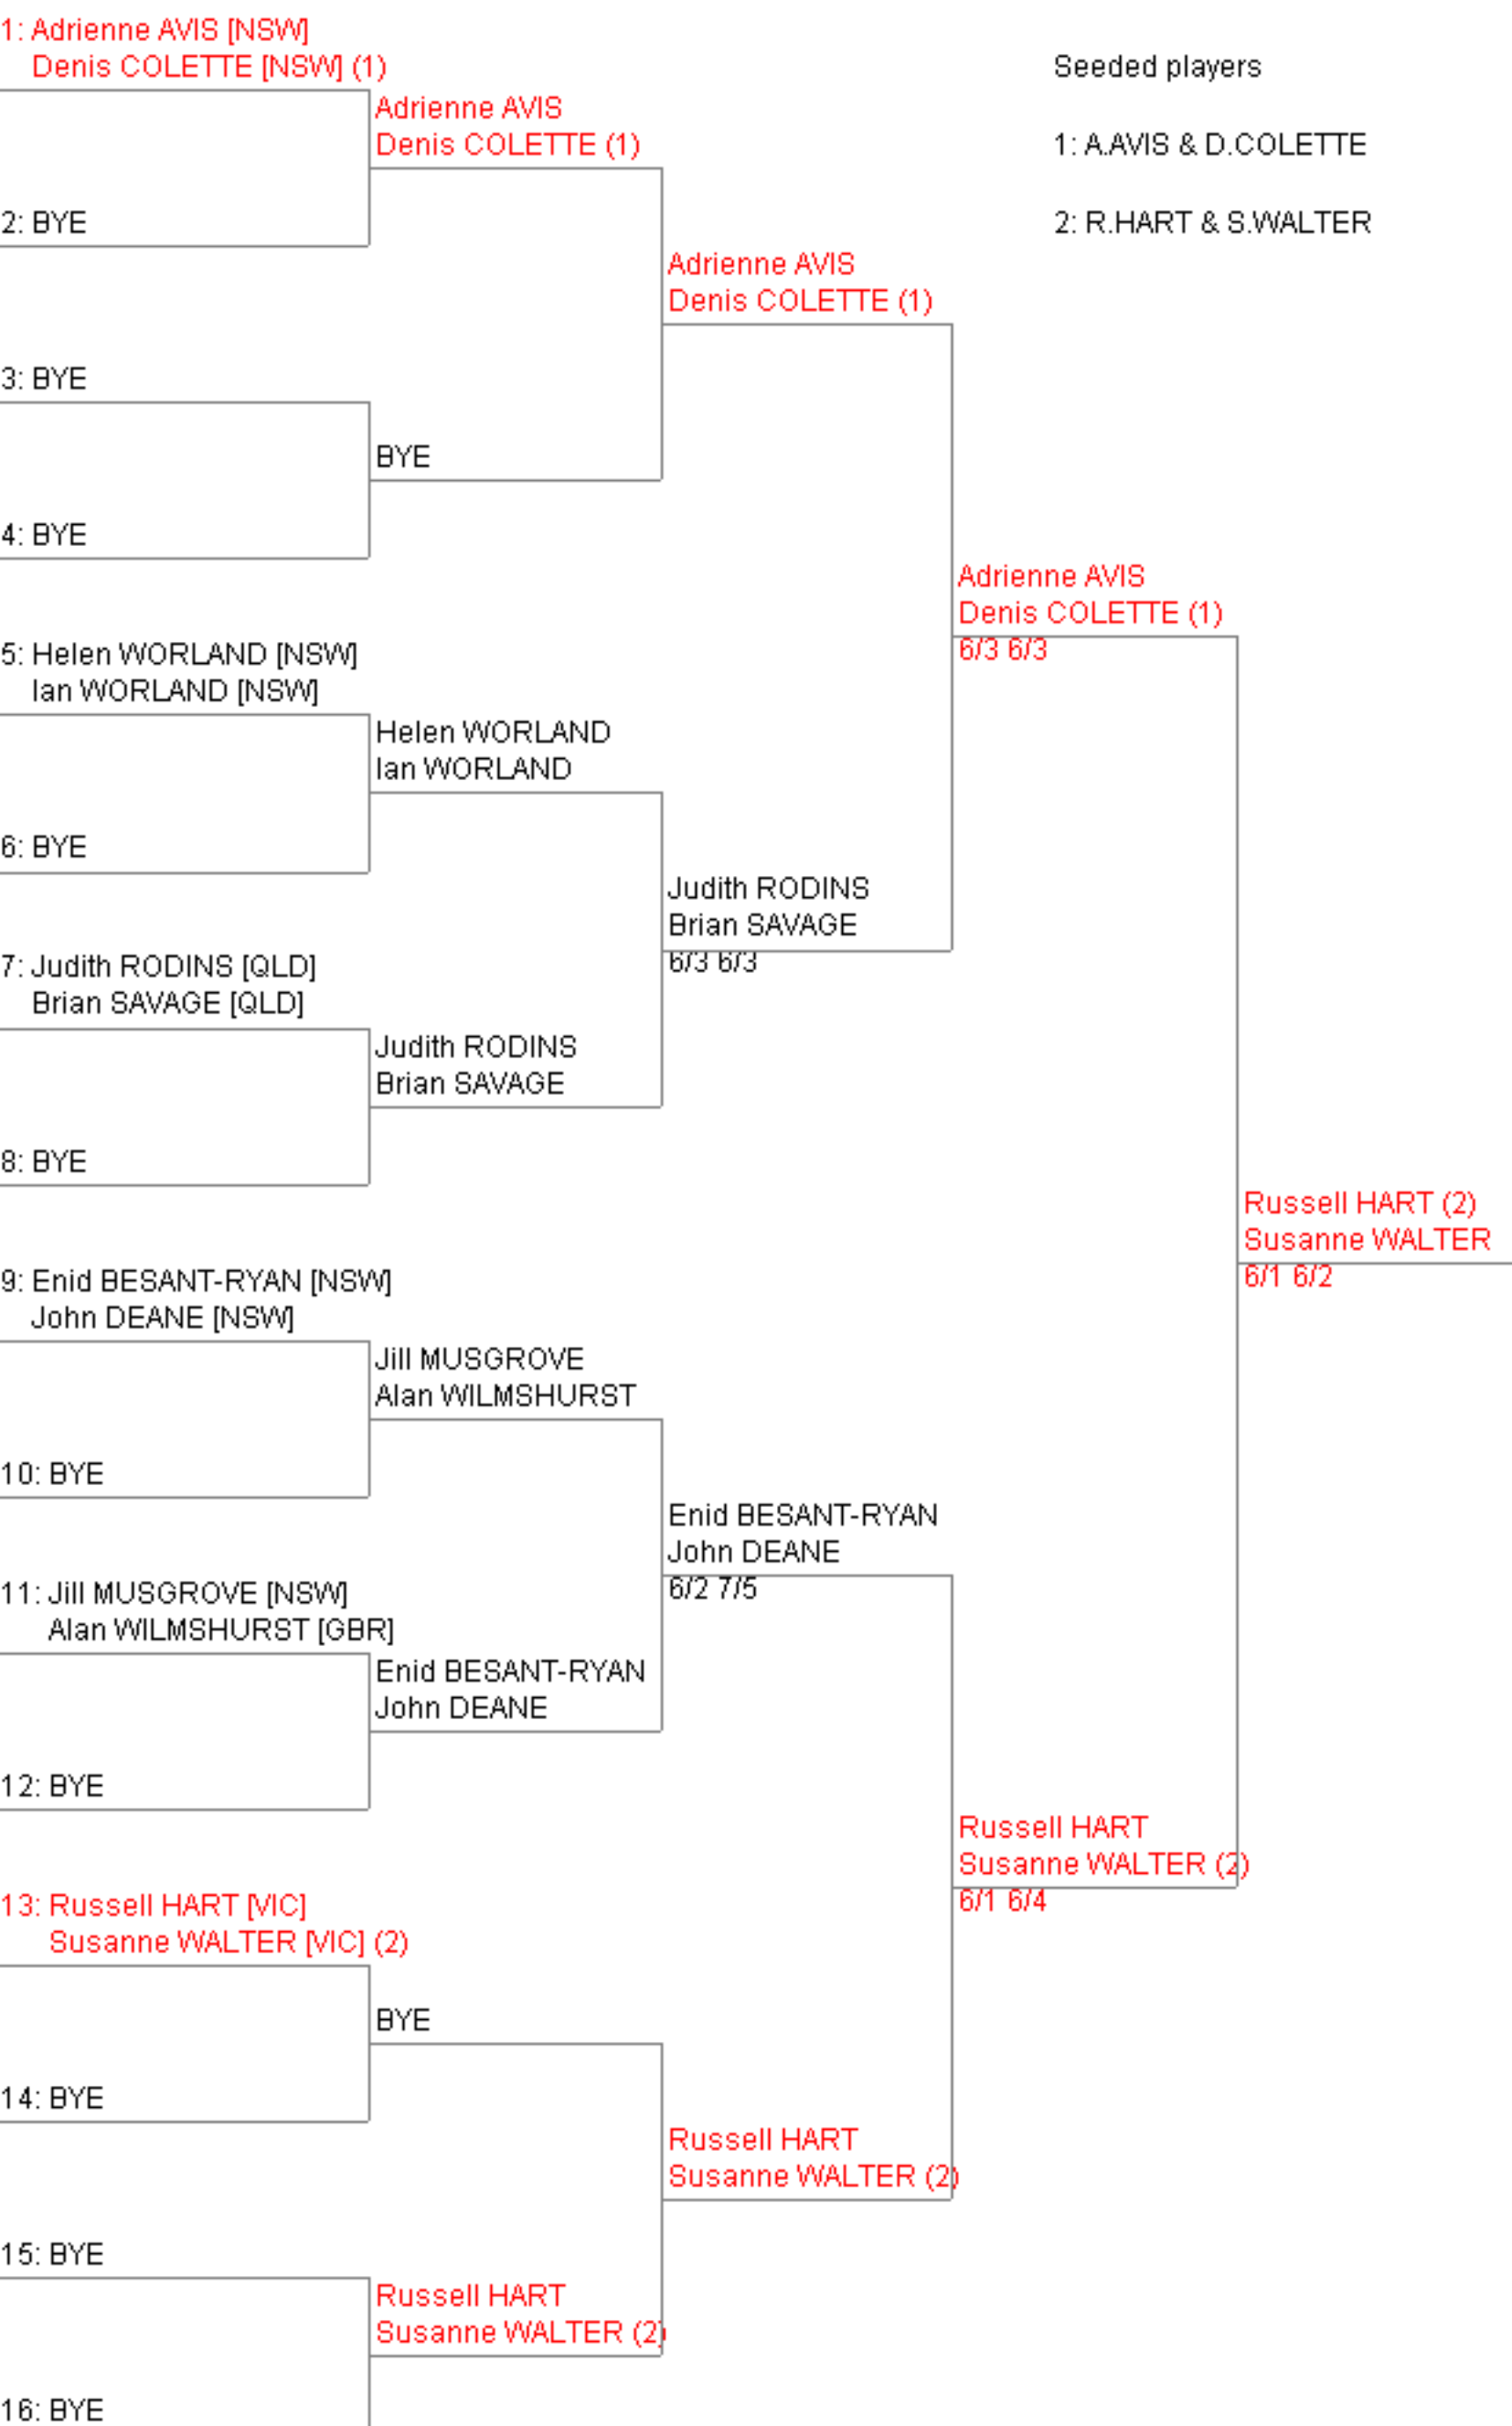 1: Adrienne AVIS [NSW]
Denis COLETTE [NSW] (1)
2: BYE
3: BYE
4: BYE
5: Helen WORLAND [NSW]
Ian WORLAND [NSW]
6: BYE
7: Judith RODINS [QLD]
Brian SAVAGE [QLD]
8: BYE
9: Enid BESANT-RYAN [NSW]
John DEANE [NSW]
10: BYE
11: Jill MUSGROVE [NSW]
Alan WILMSHURST [GBR]
12: BYE
13: Russell HART [VIC]
Susanne WALTER [VIC] (2)
14: BYE
15: BYE
16: BYE
Adrienne AVIS
Denis COLETTE (1)
BYE
Helen WORLAND
Ian WORLAND
Judith RODINS
Brian SAVAGE
Jill MUSGROVE
Alan WILMSHURST
Enid BESANT-RYAN
John DEANE
BYE
Russell HART
Susanne WALTER (2)
Adrienne AVIS
Denis COLETTE (1)
Judith RODINS
Brian SAVAGE
6/3 6/3
Enid BESANT-RYAN
John DEANE
6/2 7/5
Russell HART
Susanne WALTER (2)
Adrienne AVIS
Denis COLETTE (1)
6/3 6/3
Russell HART
Susanne WALTER (2)
6/1 6/4
Russell HART (2)
Susanne WALTER
6/1 6/2
Seeded players
1: A.AVIS & D.COLETTE
2: R.HART & S.WALTER